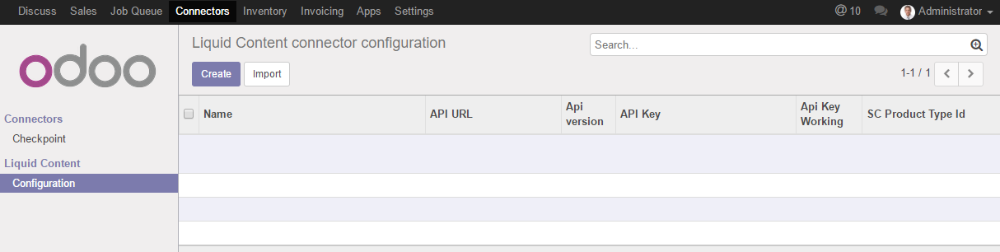 Discuss Sales Job Queue Connectors Inventory Invoicing Apps Settings @ 10 Administrator
odoo
Liquid Content connector configuration
Search...
Create Import
1-1 / 1
Connectors
Checkpoint
Liquid Content
Configuration
Name API URL Api version API Key Api Key Working SC Product Type Id